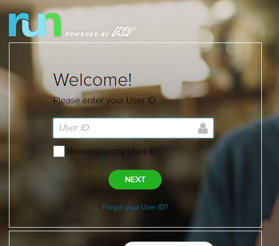 run POWERED BY ADP
Welcome!
Please enter your User ID
User ID
Remember my User ID
NEXT
Forgot your User ID?